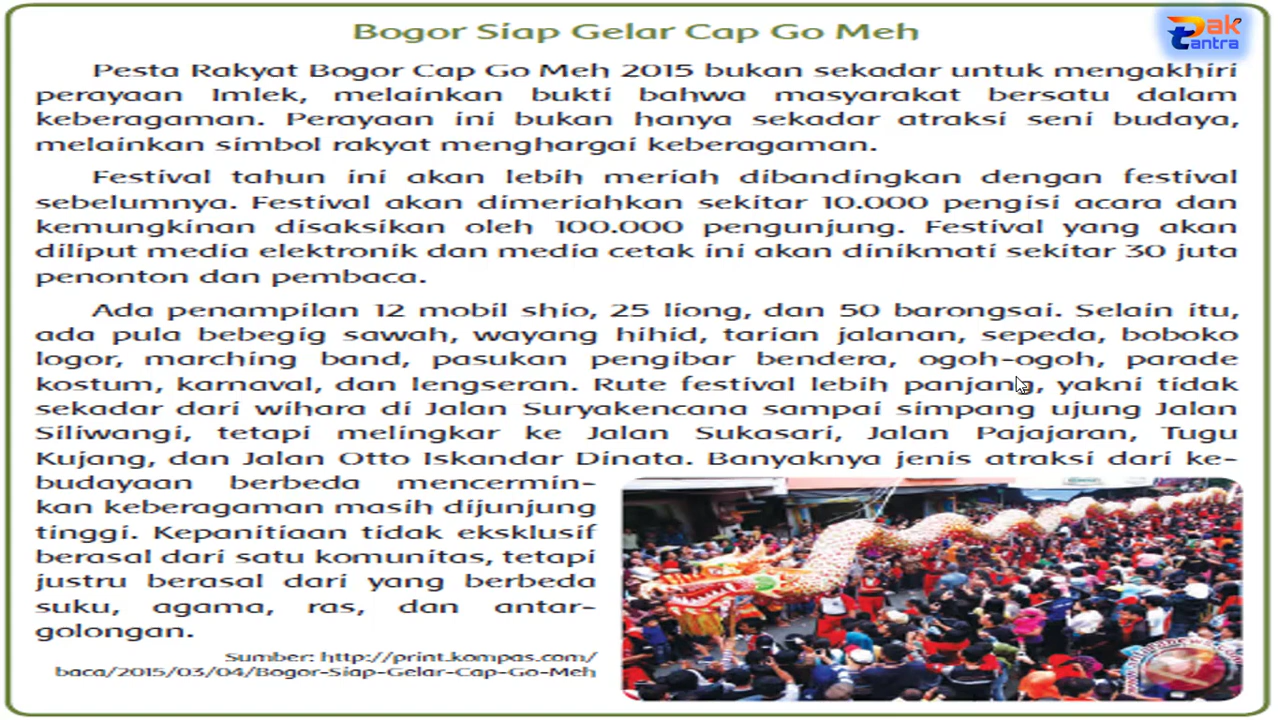 Bogor Siap Gelar Cap Go Meh
Pak
tantra
Pesta Rakyat Bogor Cap Go Meh 2015 bukan sekadar untuk mengakhiri
perayaan Imlek, melainkan bukti bahwa masyarakat bersatu dalam
keberagaman. Perayaan ini bukan hanya sekadar atraksi seni budaya,
melainkan simbol rakyat menghargai keberagaman.
Festival tahun ini akan lebih meriah dibandingkan dengan festival
sebelumnya. Festival akan dimeriahkan sekitar 10.000 pengisi acara dan
kemungkinan disaksikan oleh 100.000 pengunjung. Festival yang akan
diliput media elektronik dan media cetak ini akan dinikmati sekitar 30 juta
penonton dan pembaca.
Ada penampilan 12 mobil shio, 25 liong, dan 50 barongsai. Selain itu,
ada pula bebegig sawah, wayang hihid, tarian jalanan, sepeda, boboko
logor, marching band, pasukan pengibar bendera, ogoh-ogoh, parade
kostum, karnaval, dan lengseran. Rute festival lebih panjang, yakni tidak
sekadar dari wihara di Jalan Suryakencana sampai simpang ujung Jalan
Siliwangi, tetapi melingkar ke Jalan Sukasari, Jalan Pajajaran, Tugu
Kujang, dan Jalan Otto Iskandar Dinata. Banyaknya jenis atraksi dari ke-
budayaan berbeda mencermin-
kan keberagaman masih dijunjung
tinggi. Kepanitiaan tidak eksklusif
berasal dari satu komunitas, tetapi
justru berasal dari yang berbeda
suku, agama, ras, dan antar-
golongan.
Sumber: http://print.kompas.com/
baca/2015/03/04/Bogor-Siap-Gelar-Cap-Go-Meh